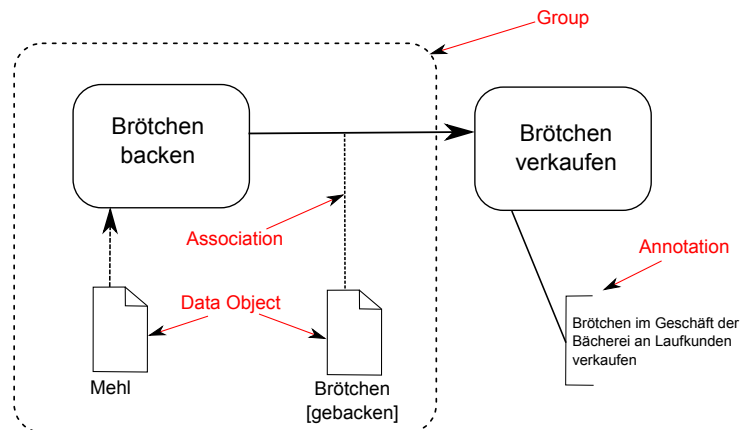 Group
Brötchen
backen
Brötchen
verkaufen
Association
Annotation
Data Object
Brötchen im Geschäft der
Bächerei an Laufkunden
verkaufen
Mehl
Brötchen
[gebacken]